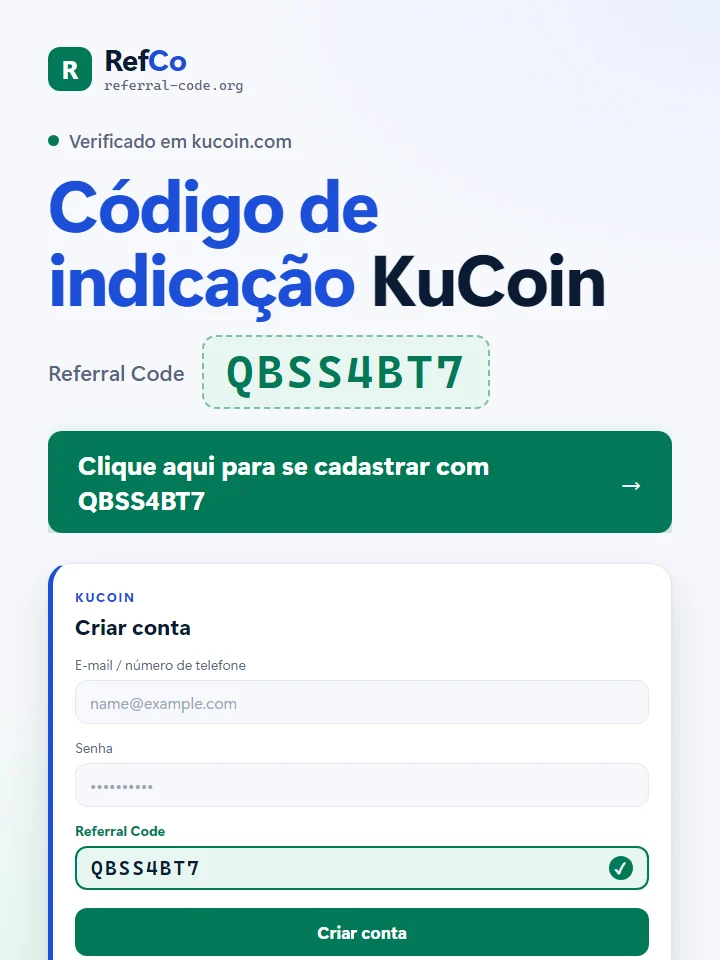 R
RefCo
referral-code.org
Verificado em kucoin.com
Código de
indicação KuCoin
Referral Code QBSS4BT7
Clique aqui para se cadastrar com
QBSS4BT7 →
KUCOIN
Criar conta
E-mail / número de telefone
name@example.com
Senha
••••••••••
Referral Code
QBSS4BT7 ✓
Criar conta